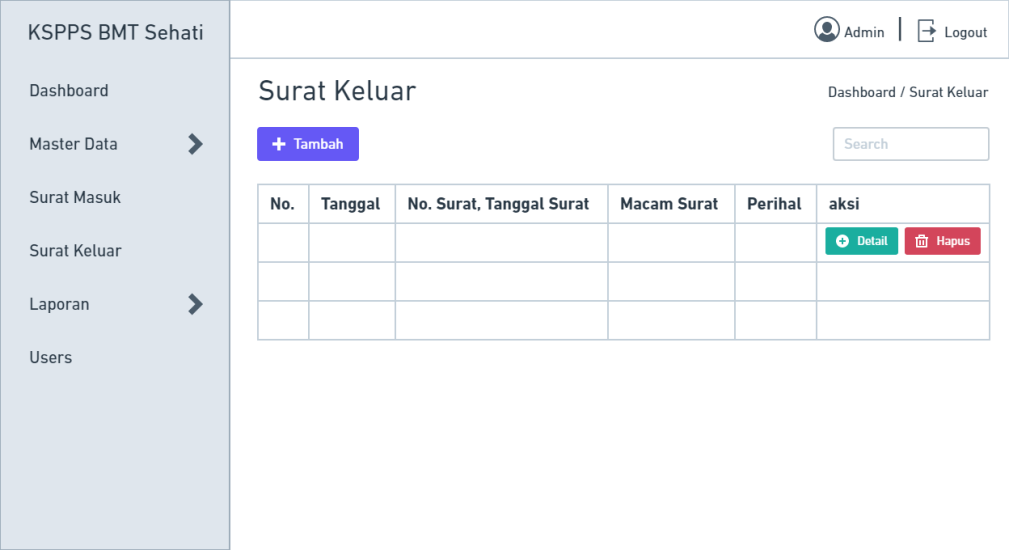 KSPPS BMT Sehati
Admin | Logout
Dashboard
Master Data
Surat Masuk
Surat Keluar
Laporan
Users
Surat Keluar
Dashboard / Surat Keluar
Tambah
Search
No. Tanggal No. Surat, Tanggal Surat Macam Surat Perihal aksi
Detail Hapus